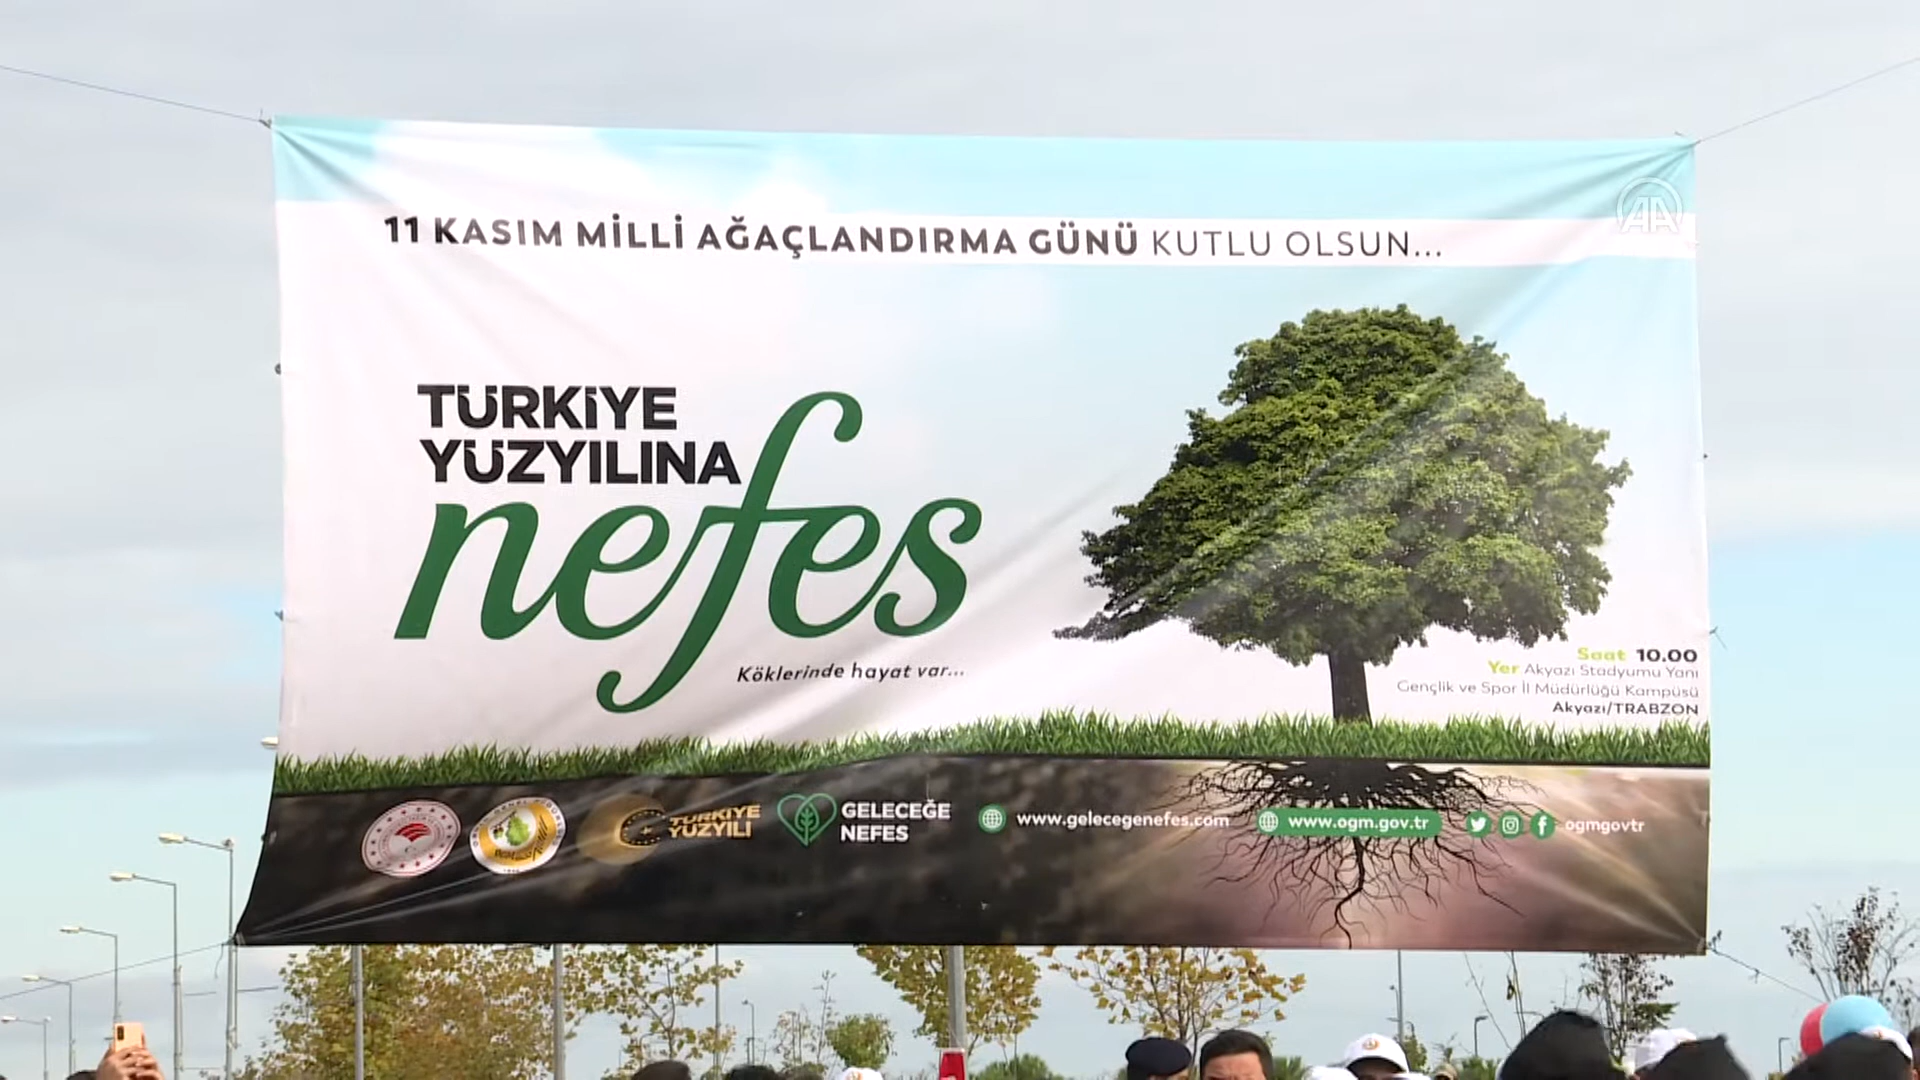 11 KASIM MİLLİ AĞAÇLANDIRMA GÜNÜ KUTLU OLSUN...
AA
TÜRKİYE
YÜZYILINA
nefes
Köklerinde hayat var...
Saat 10.00
Yer Akyazı Stadyumu Yanı
Gençlik ve Spor İl Müdürlüğü Kampüsü
Akyazı/TRABZON
TÜRKİYE
YÜZYILI
GELECEĞE
NEFES
www.gelecegenefes.com
www.ogm.gov.tr
ogmgovtr